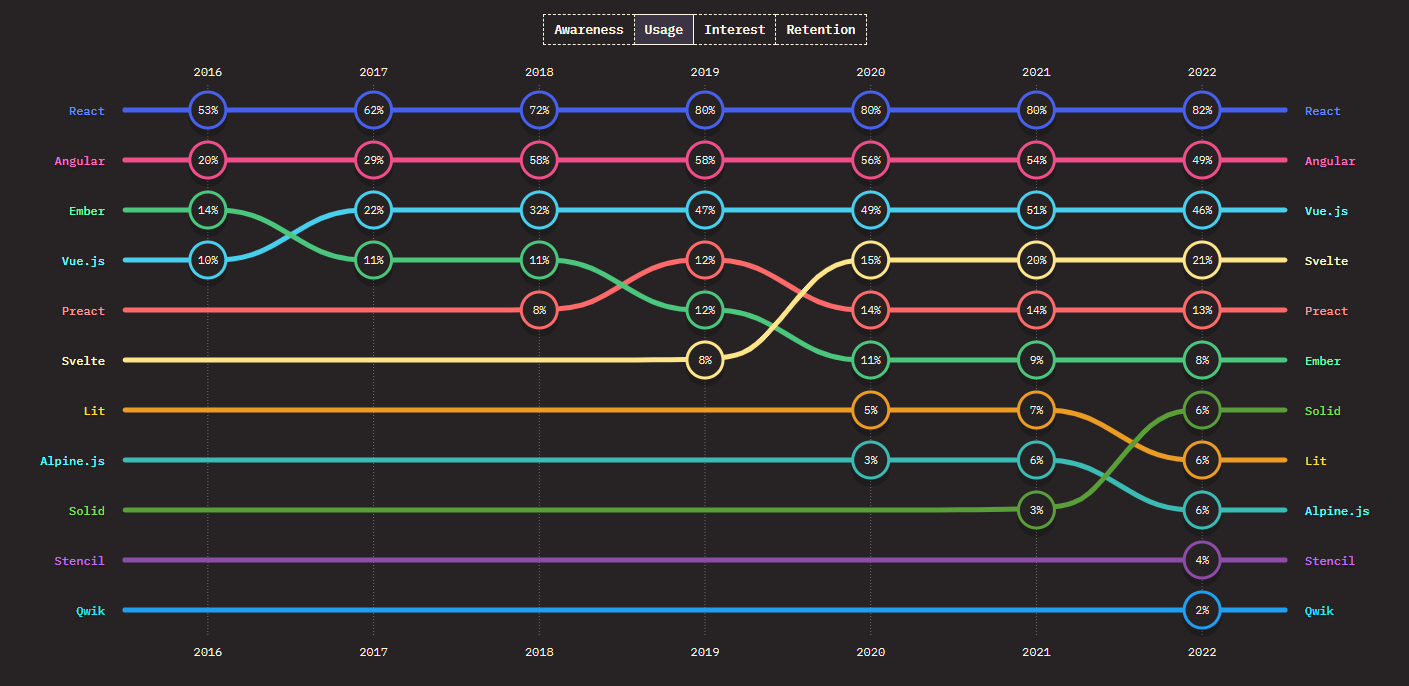 Awareness Usage Interest Retention
2016 2017 2018 2019 2020 2021 2022
React 53% 62% 72% 80% 80% 80% 82% React
Angular 20% 29% 58% 58% 56% 54% 49% Angular
Ember 14% 22% 32% 47% 49% 51% 46% Vue.js
Vue.js 10% 11% 11% 12% 15% 20% 21% Svelte
Preact 8% 12% 14% 14% 13% Preact
Svelte 8% 11% 9% 8% Ember
Lit 5% 7% 6% Solid
Alpine.js 3% 6% 6% Lit
Solid 3% 6% Alpine.js
Stencil 4% Stencil
Qwik 2% Qwik
2016 2017 2018 2019 2020 2021 2022